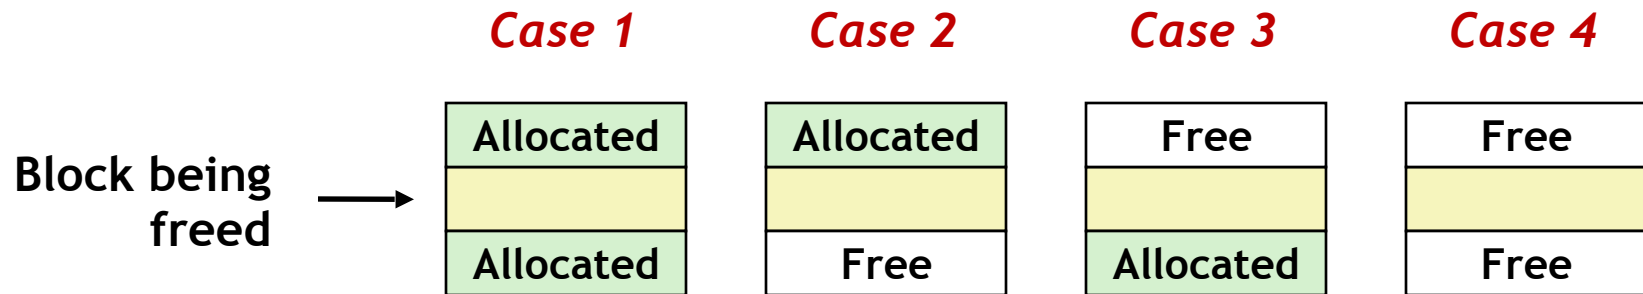 Case 1 Case 2 Case 3 Case 4
Allocated Allocated Free Free
Block being
freed
Allocated Free Allocated Free